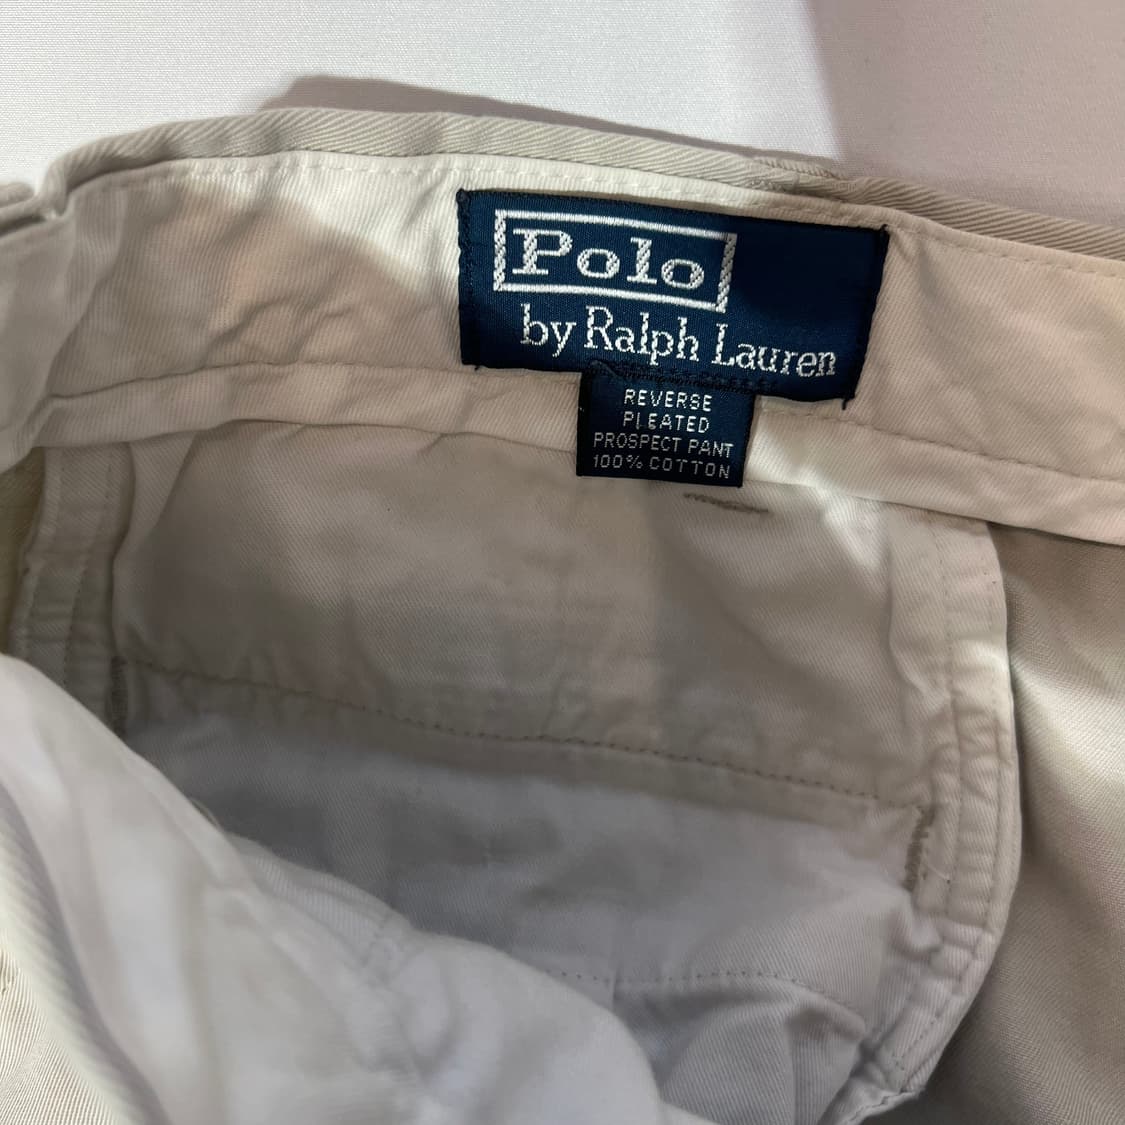 Polo
by Ralph Lauren
REVERSE
PLEATED
PROSPECT PANT
100% COTTON